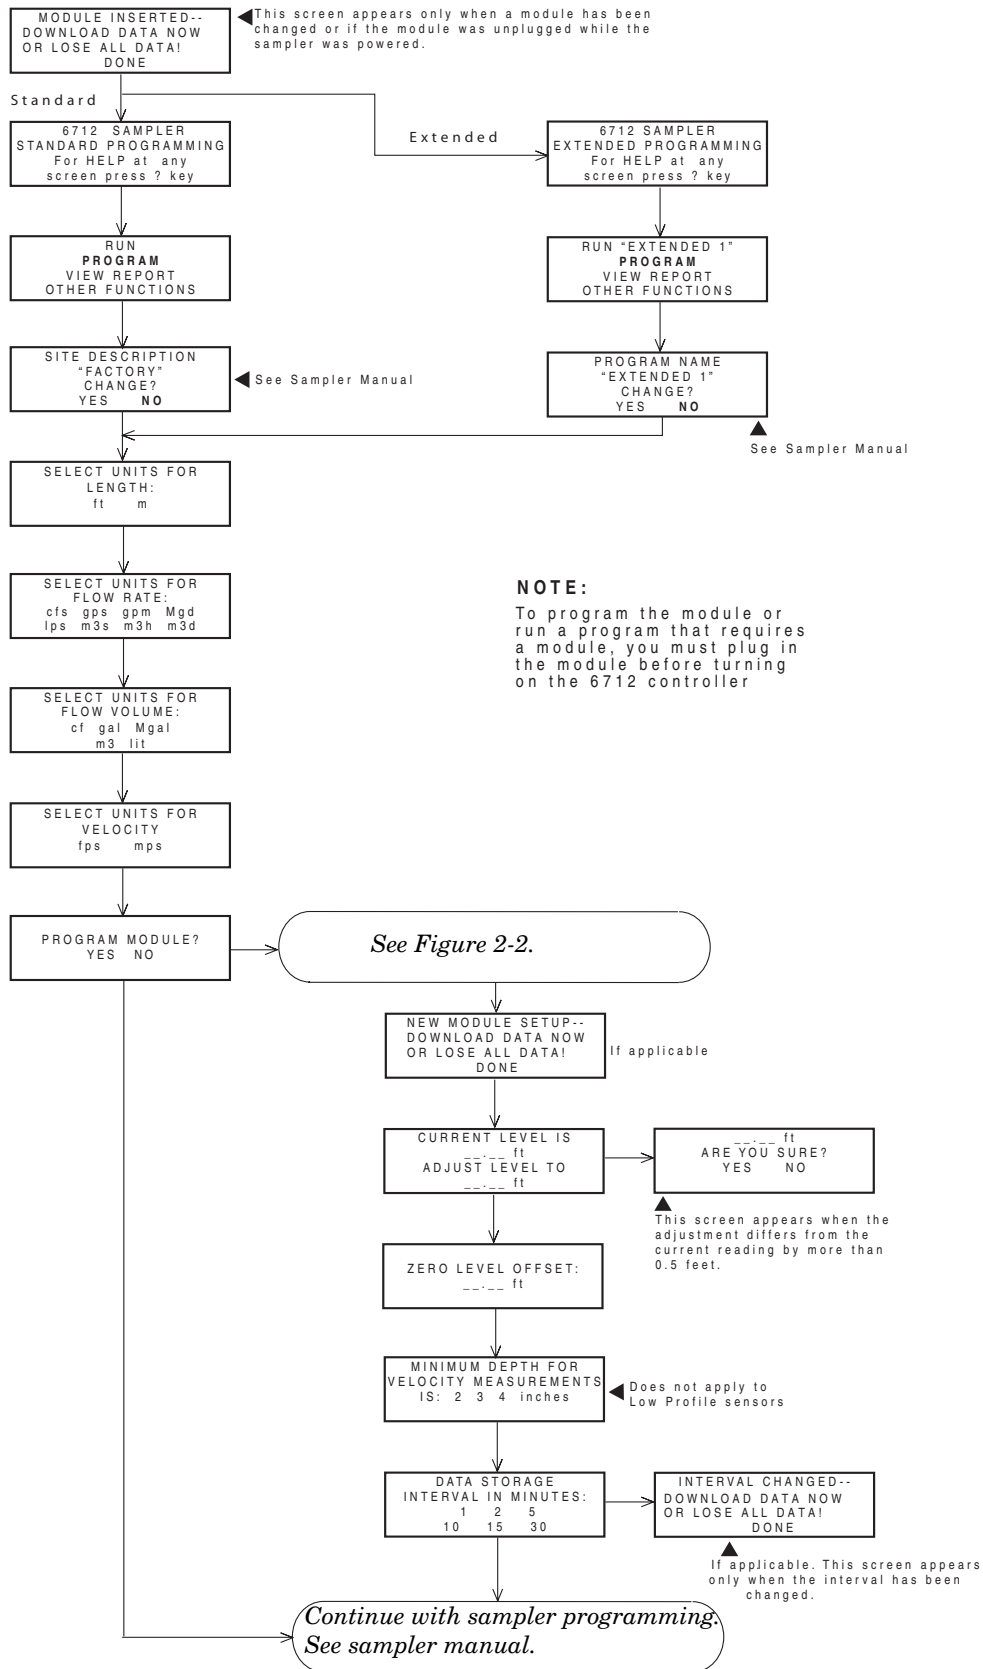 MODULE INSERTED--
DOWNLOAD DATA NOW
OR LOSE ALL DATA!
DONE
This screen appears only when a module has been
changed or if the module was unplugged while the
sampler was powered.
Standard
Extended
6712 SAMPLER
STANDARD PROGRAMMING
For HELP at any
screen press ? key
6712 SAMPLER
EXTENDED PROGRAMMING
For HELP at any
screen press ? key
RUN
PROGRAM
VIEW REPORT
OTHER FUNCTIONS
RUN “EXTENDED 1”
PROGRAM
VIEW REPORT
OTHER FUNCTIONS
SITE DESCRIPTION
“FACTORY”
CHANGE?
YES NO
See Sampler Manual
PROGRAM NAME
“EXTENDED 1”
CHANGE?
YES NO
See Sampler Manual
SELECT UNITS FOR
LENGTH:
ft m
SELECT UNITS FOR
FLOW RATE:
cfs gps gpm Mgd
lps m3s m3h m3d
NOTE:
To program the module or
run a program that requires
a module, you must plug in
the module before turning
on the 6712 controller
SELECT UNITS FOR
FLOW VOLUME:
cf gal Mgal
m3 lit
SELECT UNITS FOR
VELOCITY
fps mps
PROGRAM MODULE?
YES NO
See Figure 2-2.
NEW MODULE SETUP--
DOWNLOAD DATA NOW
OR LOSE ALL DATA!
DONE
If applicable
CURRENT LEVEL IS
__.__ ft
ADJUST LEVEL TO
__.__ ft
__.__ ft
ARE YOU SURE?
YES NO
This screen appears when the
adjustment differs from the
current reading by more than
0.5 feet.
ZERO LEVEL OFFSET:
__.__ ft
MINIMUM DEPTH FOR
VELOCITY MEASUREMENTS
IS: 2 3 4 inches
Does not apply to
Low Profile sensors
DATA STORAGE
INTERVAL IN MINUTES:
1 2 5
10 15 30
INTERVAL CHANGED--
DOWNLOAD DATA NOW
OR LOSE ALL DATA!
DONE
If applicable. This screen appears
only when the interval has been
changed.
Continue with sampler programming.
See sampler manual.